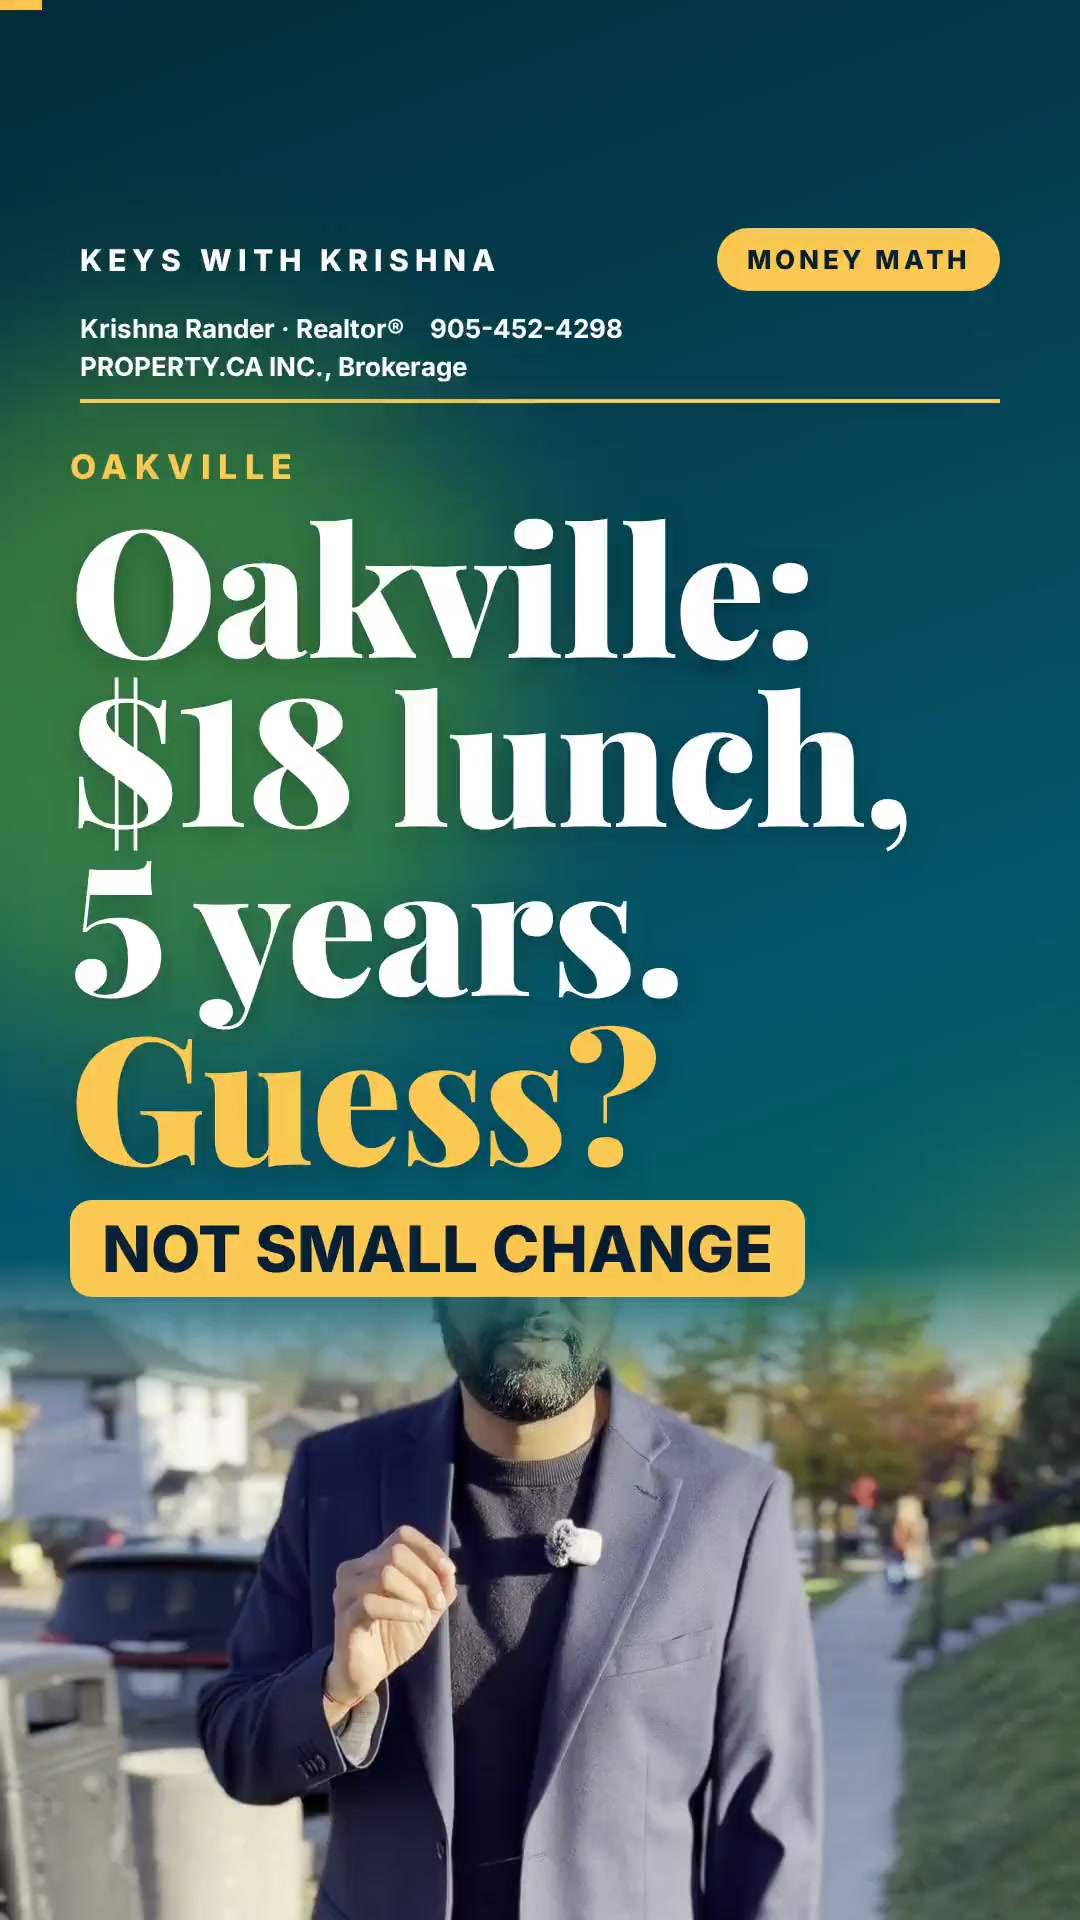 KEYS WITH KRISHNA
MONEY MATH
Krishna Rander · Realtor® 905-452-4298
PROPERTY.CA INC., Brokerage
OAKVILLE
Oakville:
$18 lunch,
5 years.
Guess?
NOT SMALL CHANGE